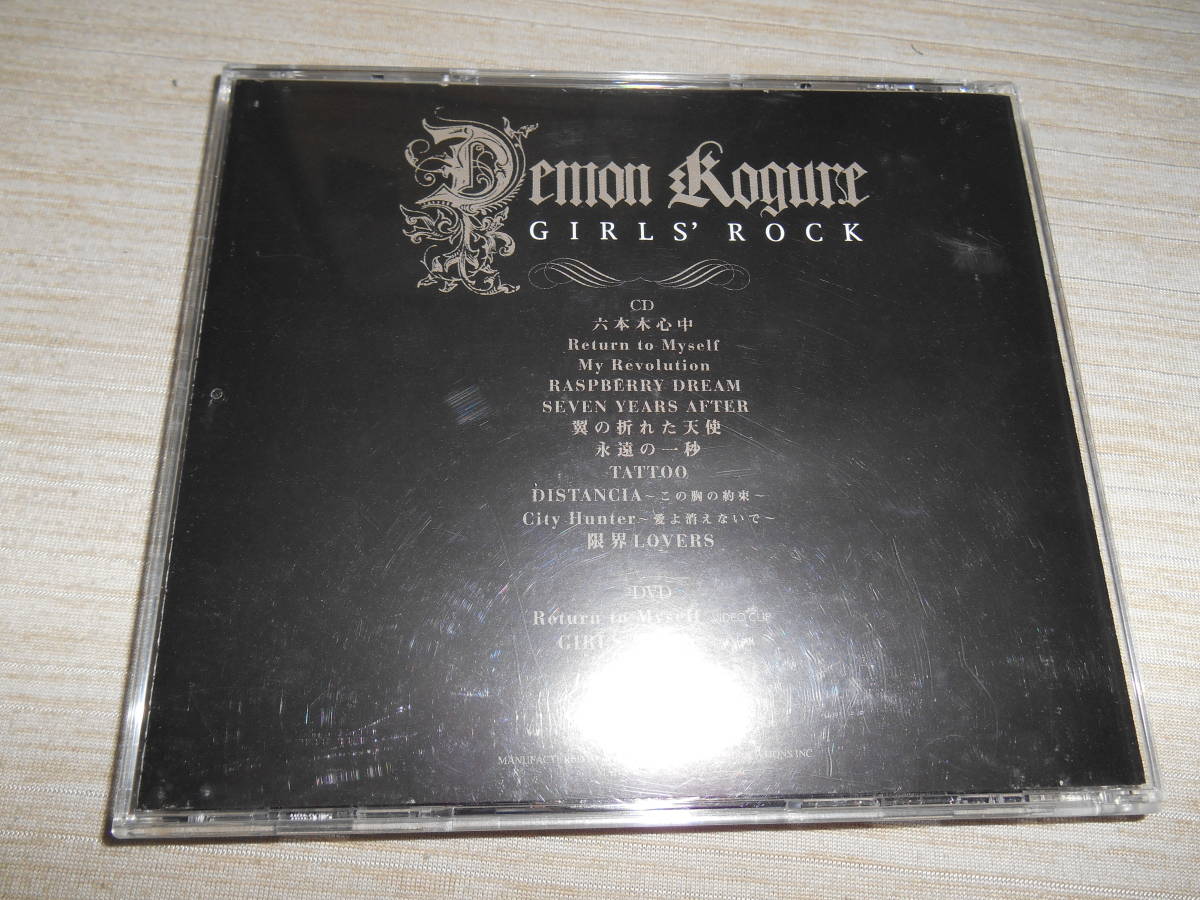 Demon Kogure
GIRLS' ROCK
CD
六本木心中
Return to Myself
My Revolution
RASPBERRY DREAM
SEVEN YEARS AFTER
翼の折れた天使
永遠の一秒
TATTOO
DISTANCIA～この胸の約束～
City Hunter～愛よ消えないで～
限界LOVERS
DVD
Return to Myself VIDEO CLIP
MANUFACTURED INC